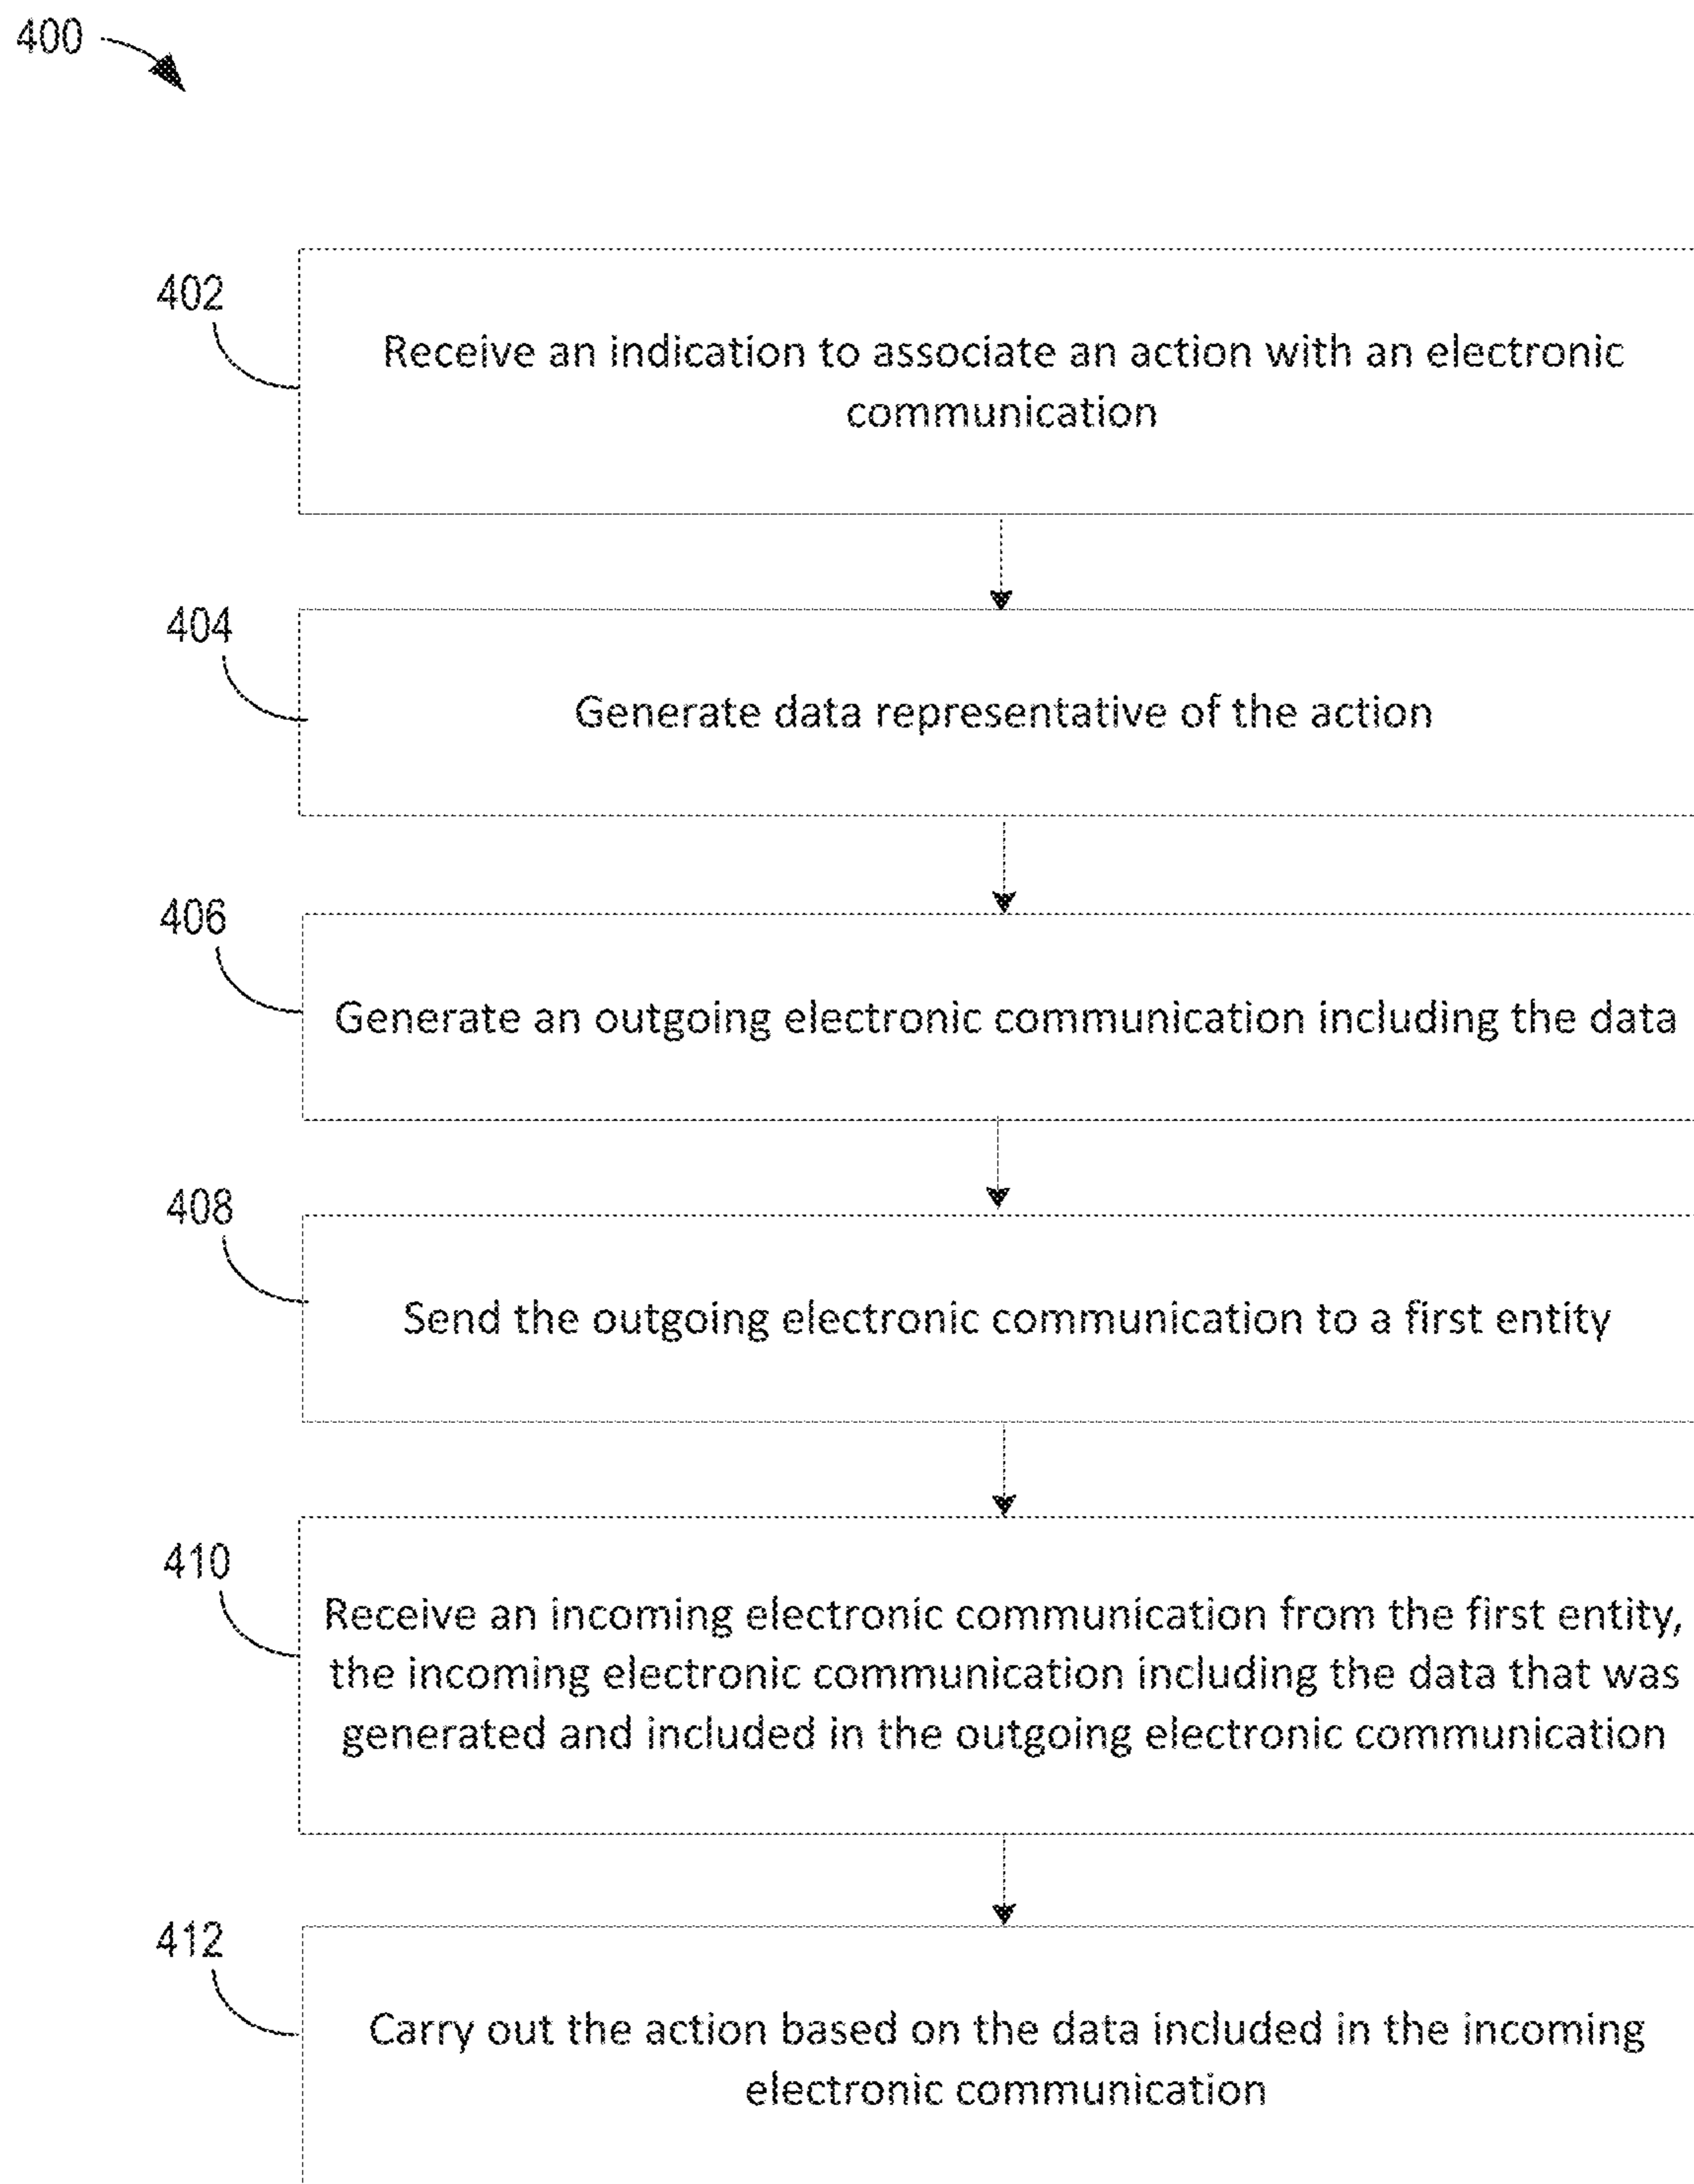 400
402
Receive an indication to associate an action with an electronic
communication
404
Generate data representative of the action
406
Generate an outgoing electronic communication including the data
408
Send the outgoing electronic communication to a first entity
410
Receive an incoming electronic communication from the first entity,
the incoming electronic communication including the data that was
generated and included in the outgoing electronic communication
412
Carry out the action based on the data included in the incoming
electronic communication